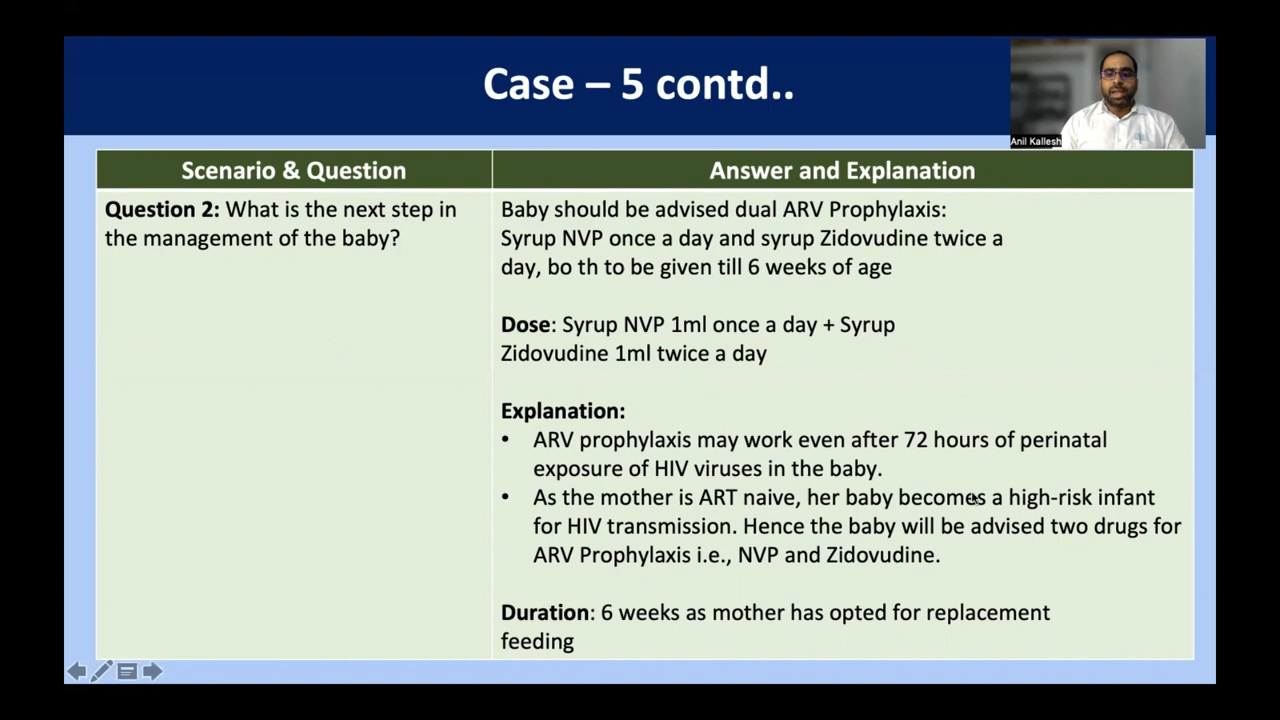 Case – 5 contd..
Anil Kallesh
Scenario & Question
Answer and Explanation
Question 2: What is the next step in
the management of the baby?
Baby should be advised dual ARV Prophylaxis:
Syrup NVP once a day and syrup Zidovudine twice a
day, bo th to be given till 6 weeks of age
Dose: Syrup NVP 1ml once a day + Syrup
Zidovudine 1ml twice a day
Explanation:
• ARV prophylaxis may work even after 72 hours of perinatal
exposure of HIV viruses in the baby.
• As the mother is ART naive, her baby becomes a high-risk infant
for HIV transmission. Hence the baby will be advised two drugs for
ARV Prophylaxis i.e., NVP and Zidovudine.
Duration: 6 weeks as mother has opted for replacement
feeding